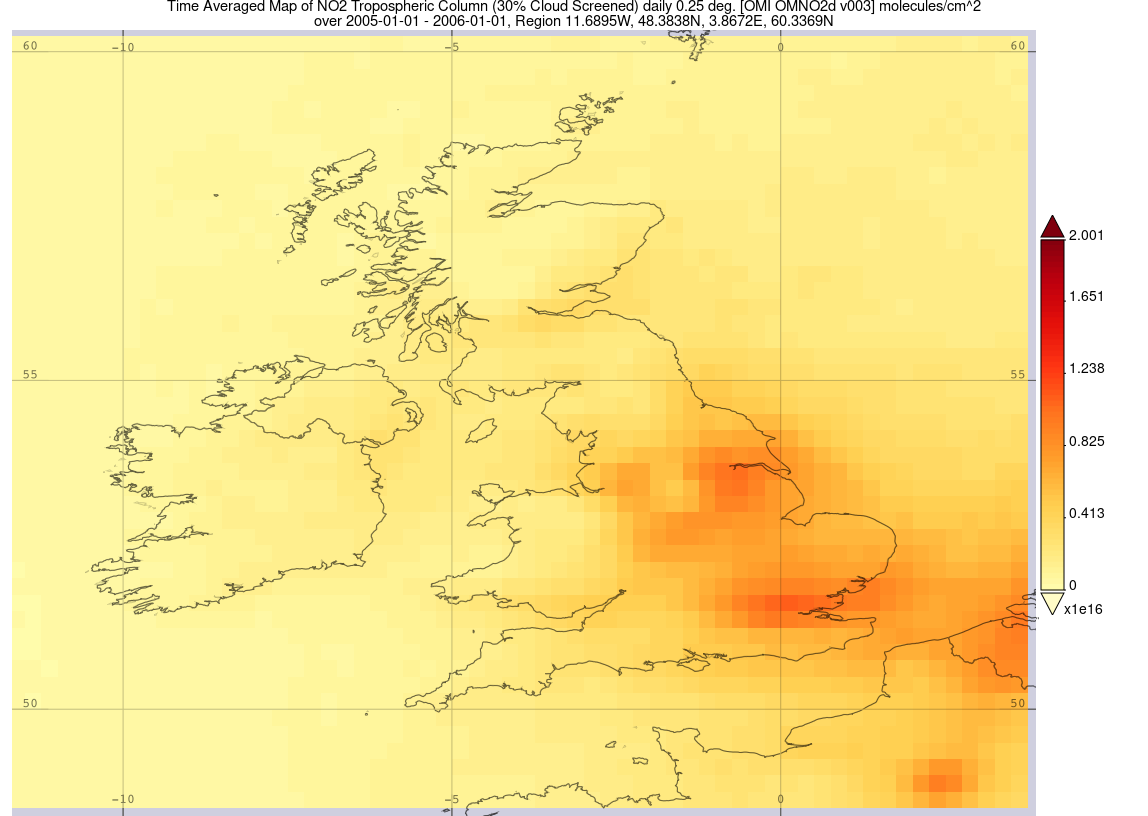 Time Averaged Map of NO2 Tropospheric Column (30% Cloud Screened) daily 0.25 deg. [OMI OMNO2d v003] molecules/cm^2
over 2005-01-01 - 2006-01-01, Region 11.6895W, 48.3838N, 3.8672E, 60.3369N
60 -10 -5 0 60
2.001
1.651
55 55
1.238
0.825
0.413
0
x1e16
50 50
-10 -5 0